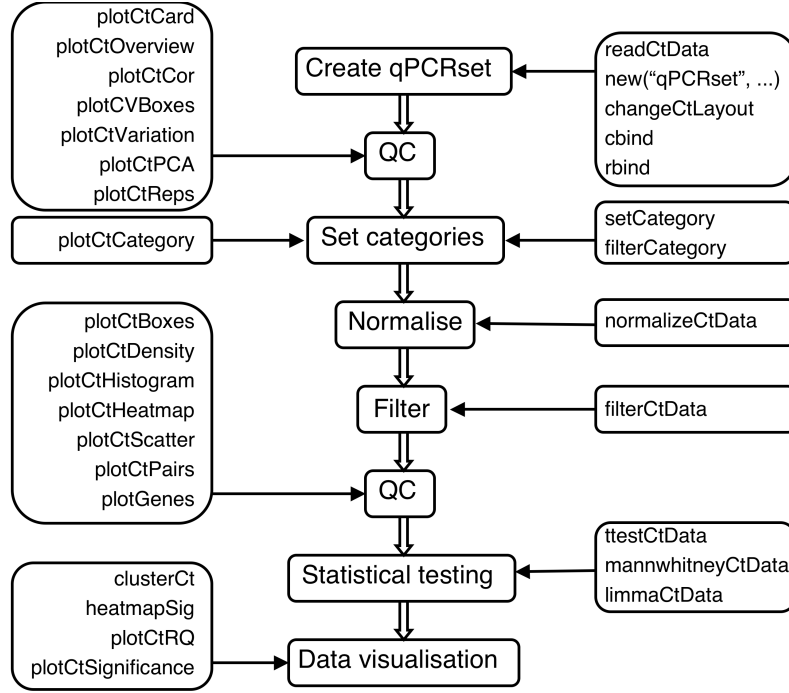 plotCtCard
plotCtOverview
plotCtCor
plotCVBoxes
plotCtVariation
plotCtPCA
plotCtReps
plotCtCategory
plotCtBoxes
plotCtDensity
plotCtHistogram
plotCtHeatmap
plotCtScatter
plotCtPairs
plotGenes
clusterCt
heatmapSig
plotCtRQ
plotCtSignificance
Create qPCRset
QC
Set categories
Normalise
Filter
QC
Statistical testing
Data visualisation
readCtData
new(“qPCRset”, ...)
changeCtLayout
cbind
rbind
setCategory
filterCategory
normalizeCtData
filterCtData
ttestCtData
mannwhitneyCtData
limmaCtData